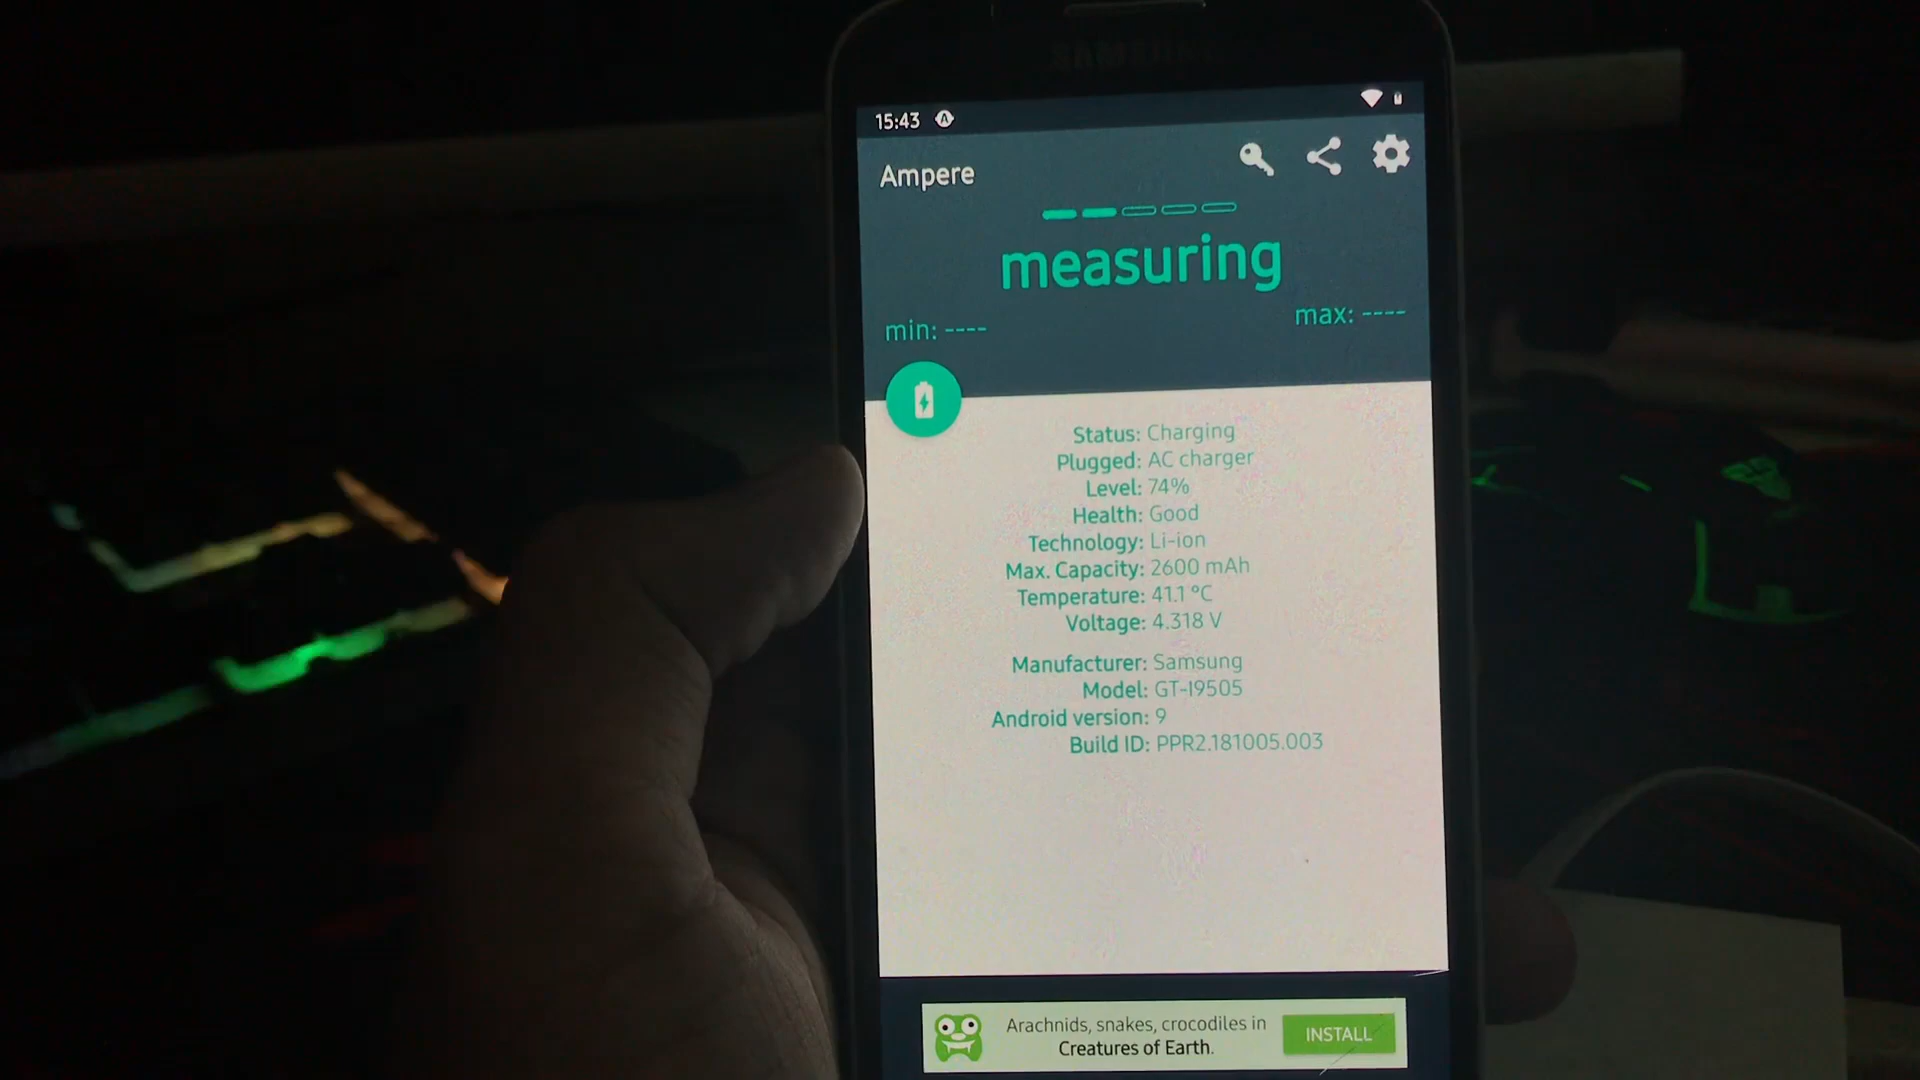 SAMSUNG
15:43
Ampere
measuring
min: ----
max: ----
Status: Charging
Plugged: AC charger
Level: 74%
Health: Good
Technology: Li-ion
Max. Capacity: 2600 mAh
Temperature: 41.1 °C
Voltage: 4.318 V
Manufacturer: Samsung
Model: GT-I9505
Android version: 9
Build ID: PPR2.181005.003
Arachnids, snakes, crocodiles in
Creatures of Earth.
INSTALL